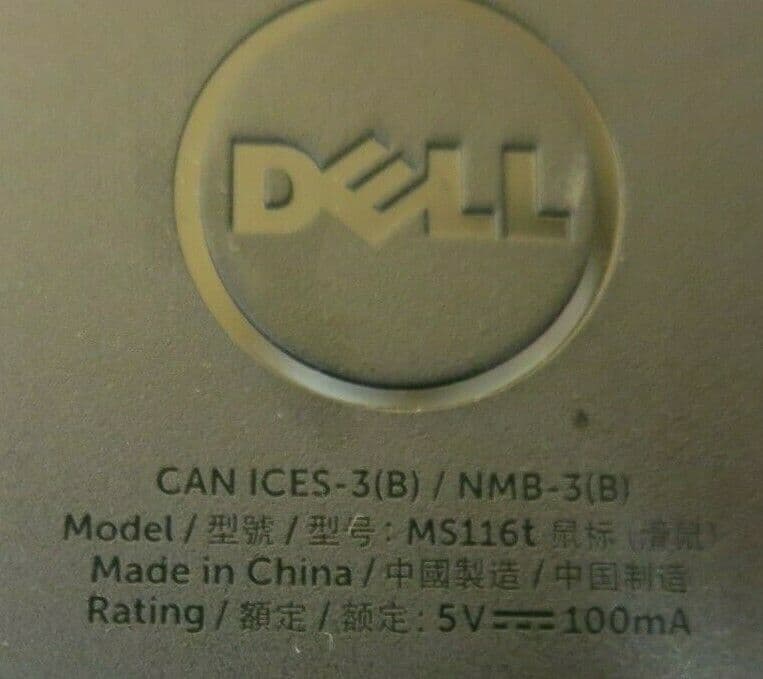 DELL
CAN ICES-3(B) / NMB-3(B)
Model / 型號 / 型号: MS116t 鼠标 (滑鼠)
Made in China / 中國製造 / 中国制造
Rating / 額定 / 额定: 5V⎓100mA